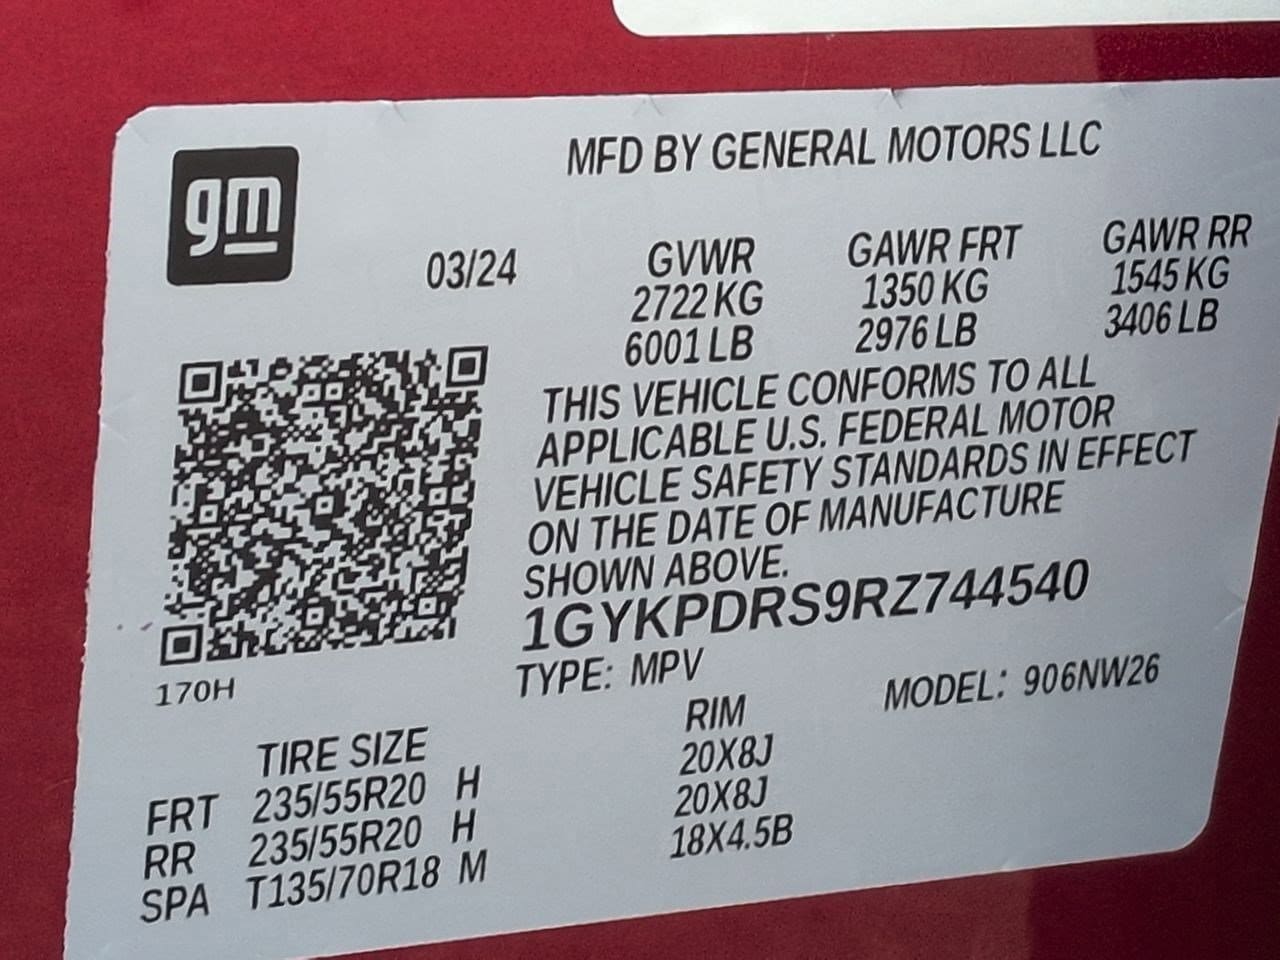 gm
MFD BY GENERAL MOTORS LLC
03/24 GVWR GAWR FRT GAWR RR
2722 KG 1350 KG 1545 KG
6001 LB 2976 LB 3406 LB
THIS VEHICLE CONFORMS TO ALL
APPLICABLE U.S. FEDERAL MOTOR
VEHICLE SAFETY STANDARDS IN EFFECT
ON THE DATE OF MANUFACTURE
SHOWN ABOVE.
1GYKPDRS9RZ744540
170H
TYPE: MPV MODEL: 906NW26
TIRE SIZE RIM
FRT 235/55R20 H 20X8J
RR 235/55R20 H 20X8J
SPA T135/70R18 M 18X4.5B